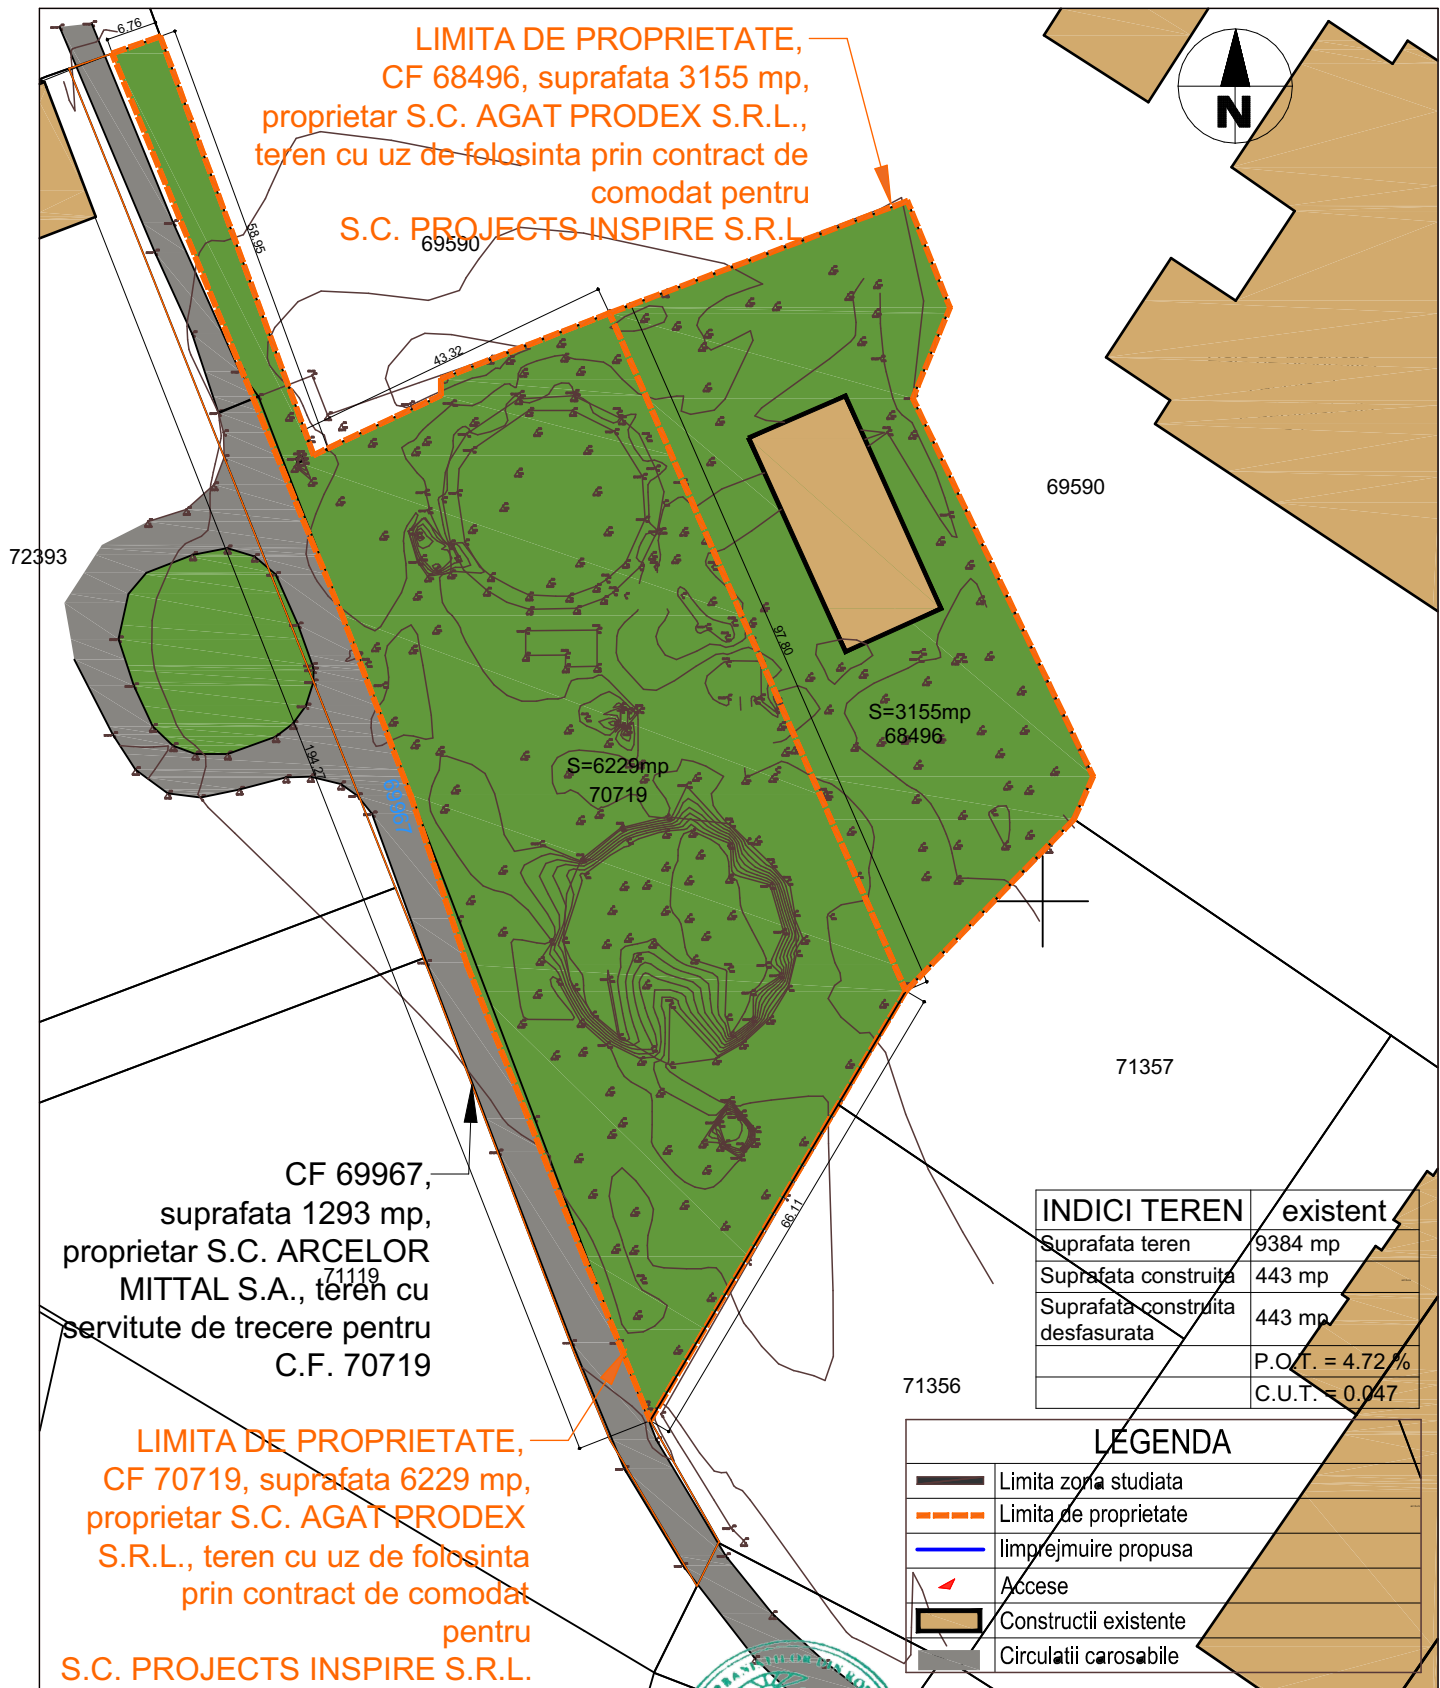 6.76
LIMITA DE PROPRIETATE,
CF 68496, suprafata 3155 mp,
proprietar S.C. AGAT PRODEX S.R.L.,
teren cu uz de folosinta prin contract de
comodat pentru
S.C. PROJECTS INSPIRE S.R.L.
N
58.95
69590
43.32
69590
72393
97.80
S=3155mp
68496
194.27
S=6229mp
70719
69967
71357
CF 69967,
suprafata 1293 mp,
proprietar S.C. ARCELOR
MITTAL S.A., teren cu
71119
servitute de trecere pentru
C.F. 70719
66.11
INDICI TEREN existent
Suprafata teren 9384 mp
Suprafata construita 443 mp
Suprafata construita
desfasurata 443 mp
P.O.T. = 4.72 %
C.U.T. = 0.047
71356
LIMITA DE PROPRIETATE,
CF 70719, suprafata 6229 mp,
proprietar S.C. AGAT PRODEX
S.R.L., teren cu uz de folosinta
prin contract de comodat
pentru
S.C. PROJECTS INSPIRE S.R.L.
LEGENDA
Limita zona studiata
Limita de proprietate
Iimprejmuire propusa
Accese
Constructii existente
Circulatii carosabile